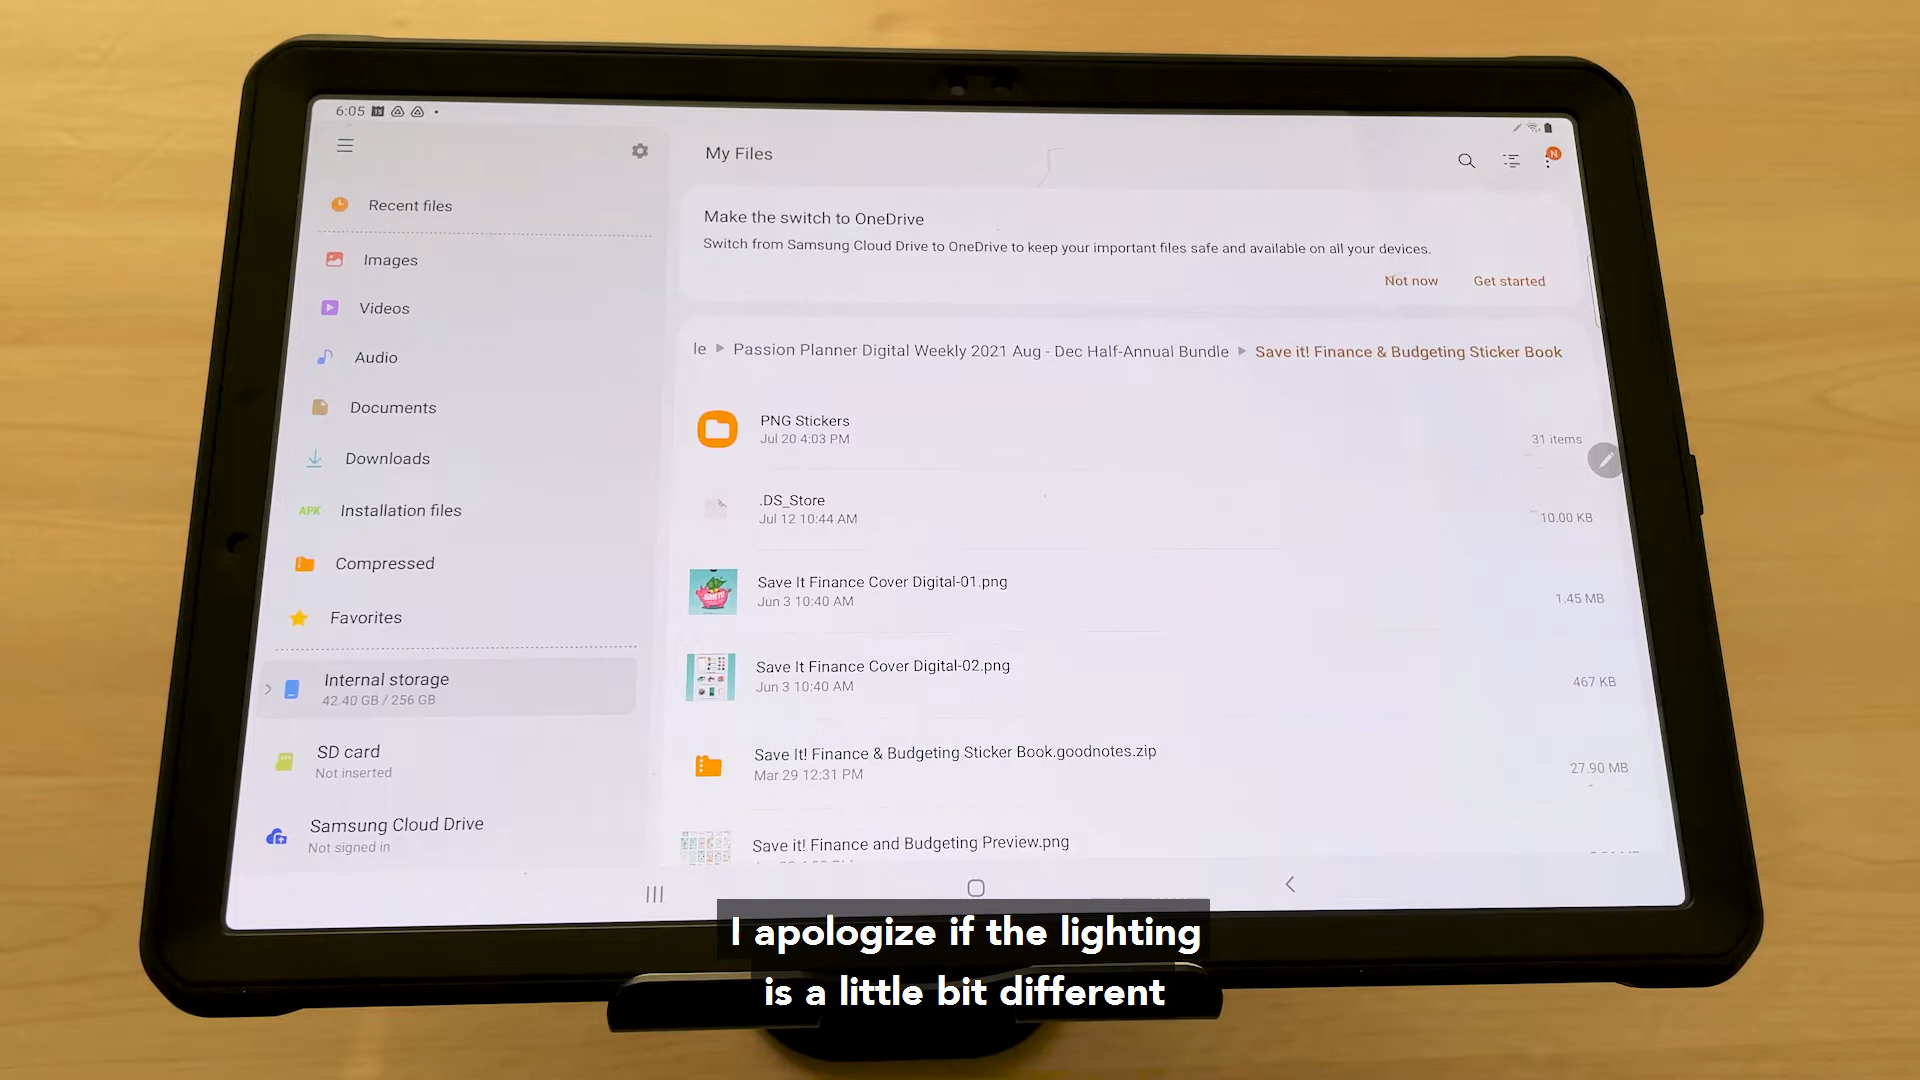 6:05
My Files
N
Recent files
Images
Videos
Audio
Documents
Downloads
APK Installation files
Compressed
Favorites
Internal storage
42.40 GB / 256 GB
SD card
Not inserted
Samsung Cloud Drive
Not signed in
Make the switch to OneDrive
Switch from Samsung Cloud Drive to OneDrive to keep your important files safe and available on all your devices.
Not now Get started
le ▶ Passion Planner Digital Weekly 2021 Aug - Dec Half-Annual Bundle ▶ Save it! Finance & Budgeting Sticker Book
PNG Stickers
Jul 20 4:03 PM
31 items
.DS_Store
Jul 12 10:44 AM
10.00 KB
Save It Finance Cover Digital-01.png
Jun 3 10:40 AM
1.45 MB
Save It Finance Cover Digital-02.png
Jun 3 10:40 AM
467 KB
Save It! Finance & Budgeting Sticker Book.goodnotes.zip
Mar 29 12:31 PM
27.90 MB
Save it! Finance and Budgeting Preview.png
I apologize if the lighting
is a little bit different